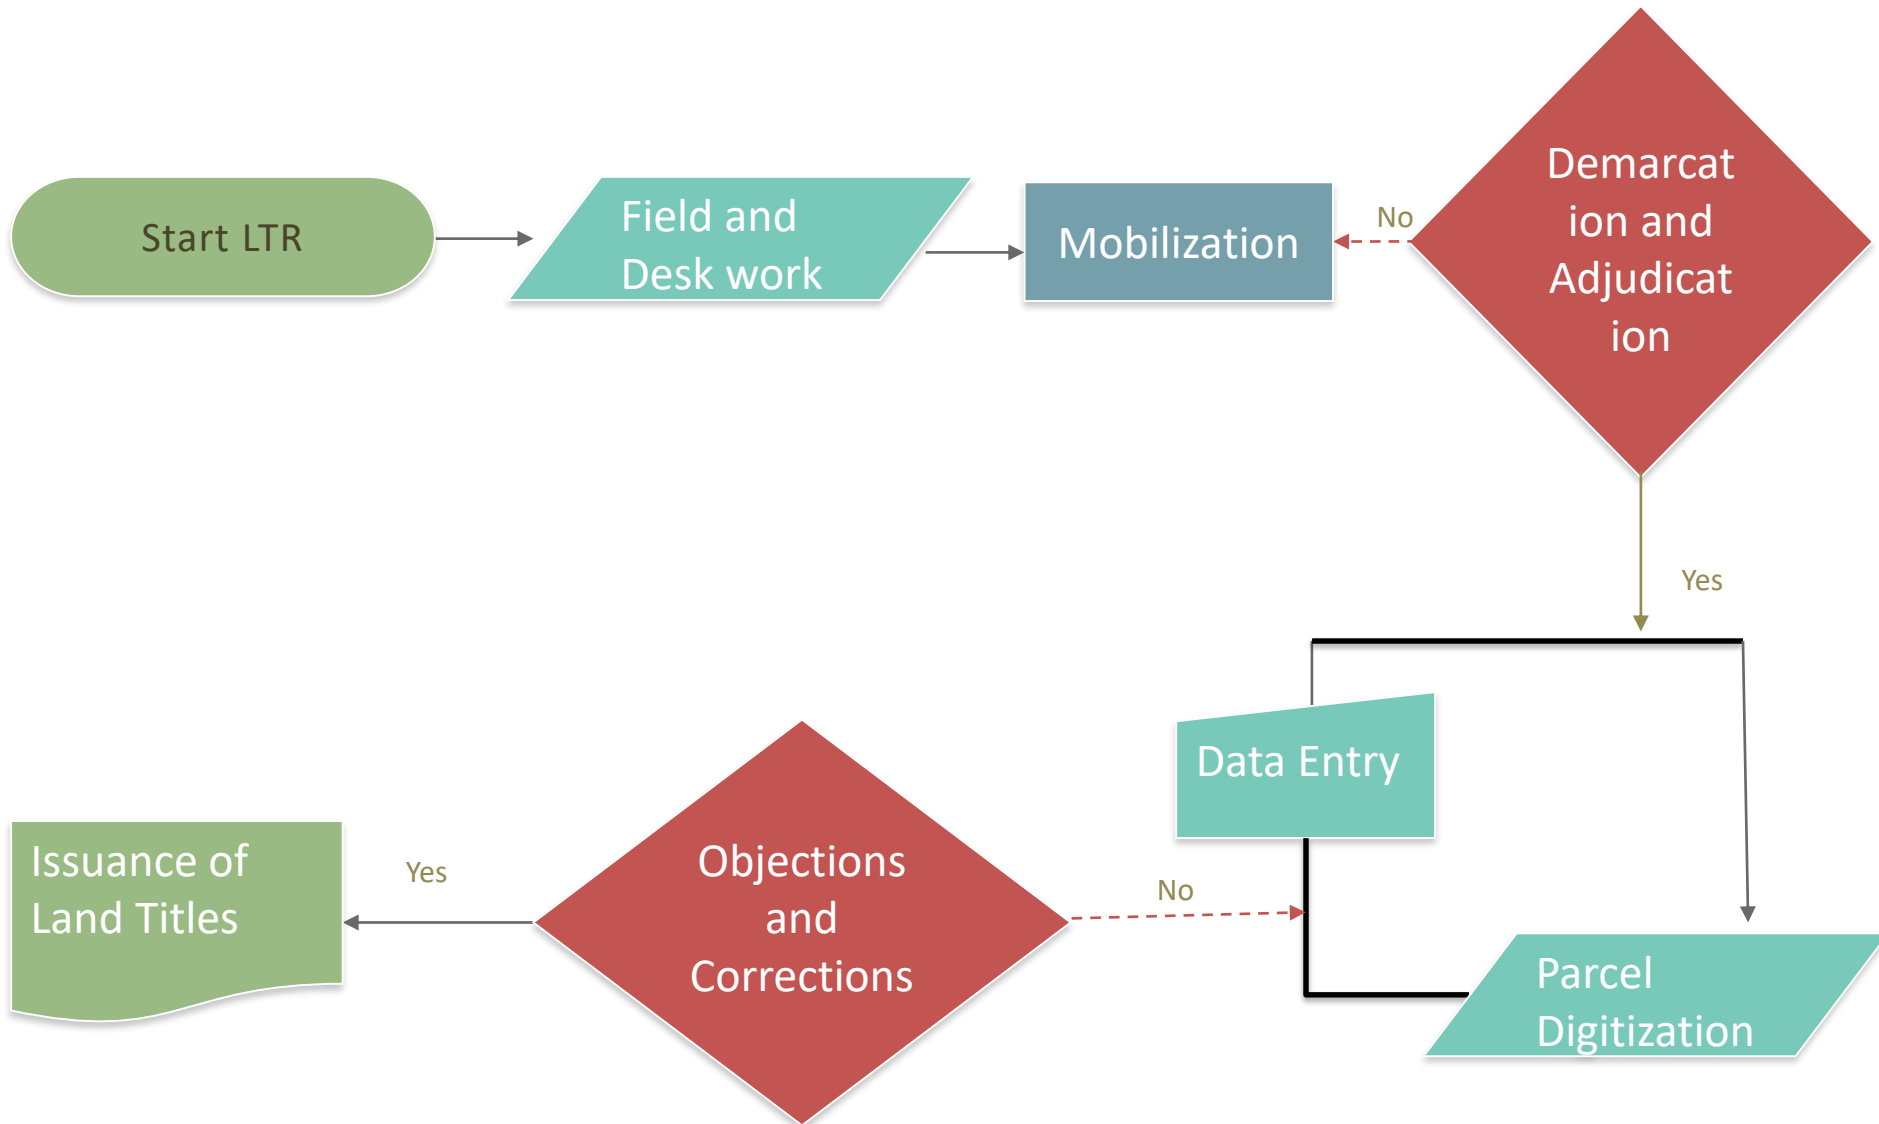 Start LTR
Field and
Desk work
Mobilization
No
Demarcat
ion and
Adjudicat
ion
Yes
Data Entry
Parcel
Digitization
No
Objections
and
Corrections
Yes
Issuance of
Land Titles